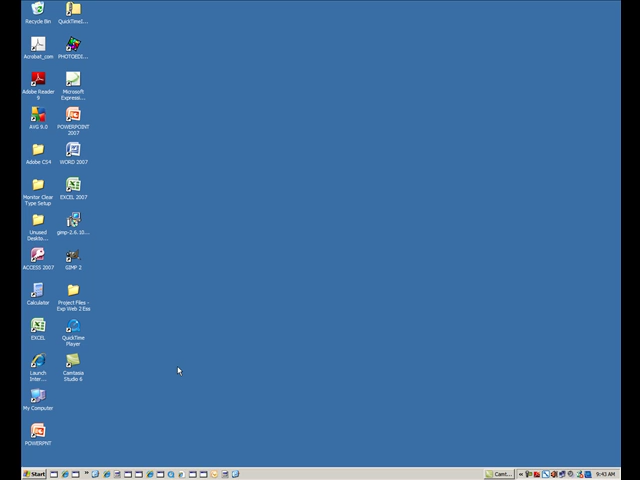 Recycle Bin
QuickTimeI...
Acrobat_com
PHOTOEDI...
Adobe Reader
9
Microsoft
Expressi...
AVG 9.0
POWERPOINT
2007
Adobe CS4
WORD 2007
Monitor Clear
Type Setup
EXCEL 2007
Unused
Deskto...
gimp-2.6.10...
ACCESS 2007
GIMP 2
Calculator
Project Files -
Exp Web 2 Ess
EXCEL
QuickTime
Player
Launch
Inter...
Camtasia
Studio 6
My Computer
POWERPNT
Start
»
Camt...
«
9:43 AM